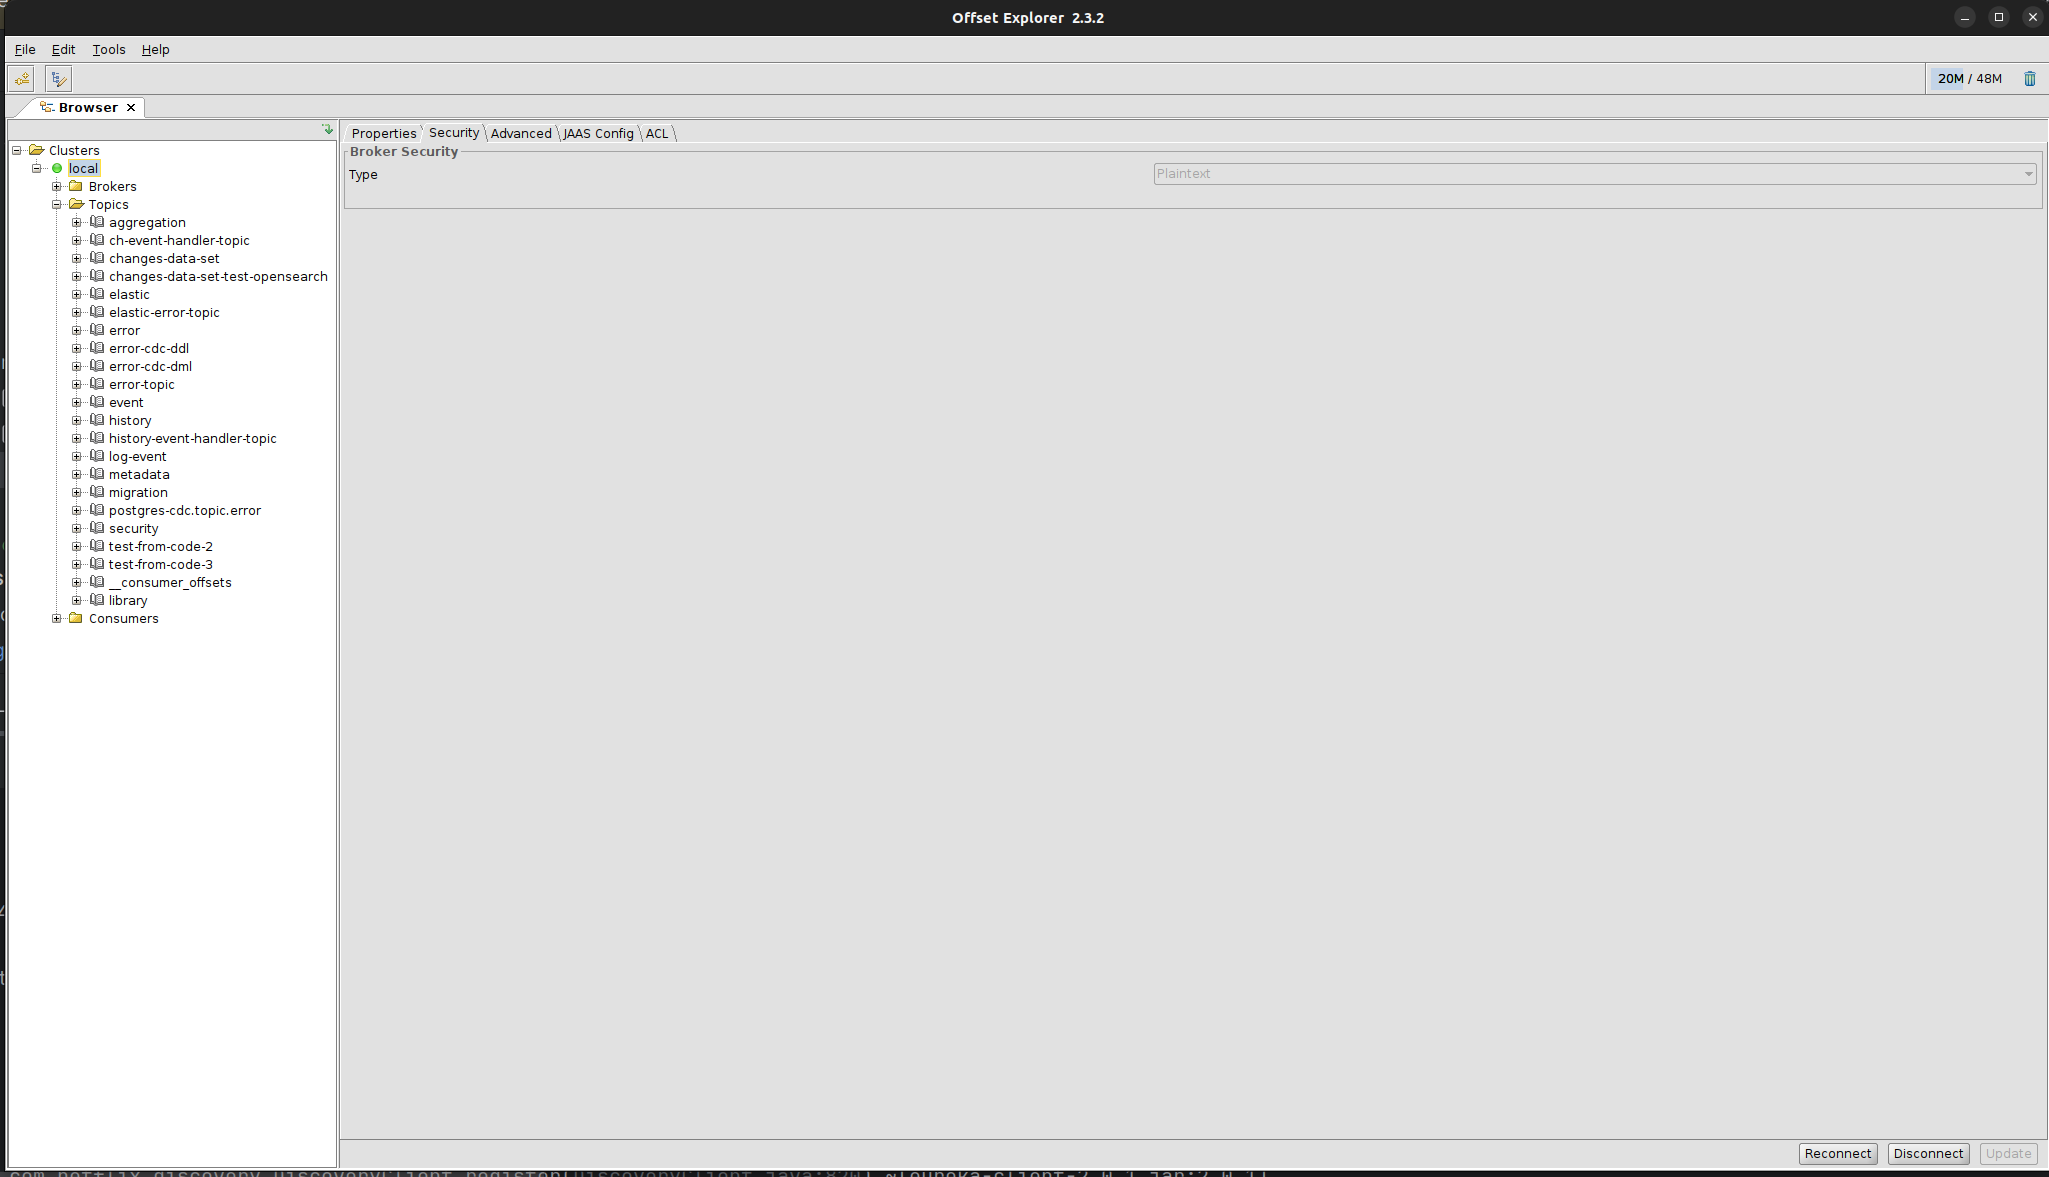 Offset Explorer 2.3.2
File Edit Tools Help
20M / 48M
Browser
Properties Security Advanced JAAS Config ACL
Clusters
local
Brokers
Topics
aggregation
ch-event-handler-topic
changes-data-set
changes-data-set-test-opensearch
elastic
elastic-error-topic
error
error-cdc-ddl
error-cdc-dml
error-topic
event
history
history-event-handler-topic
log-event
metadata
migration
postgres-cdc.topic.error
security
test-from-code-2
test-from-code-3
__consumer_offsets
library
Consumers
Broker Security
Type Plaintext
Reconnect Disconnect Update